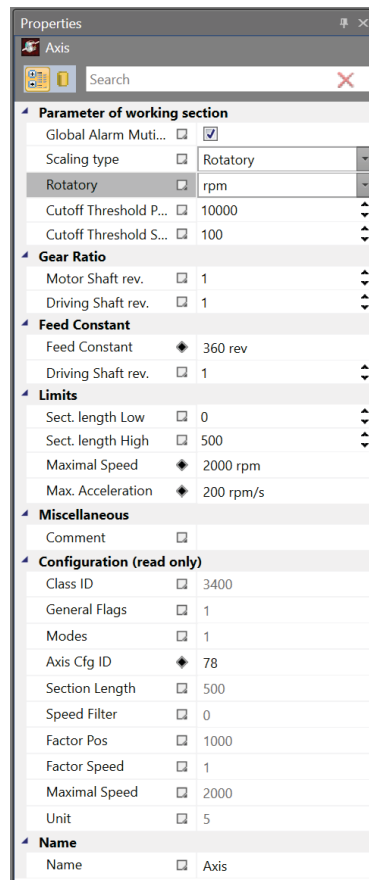 Properties
Axis
Search
Parameter of working section
Global Alarm Muti...
Scaling type Rotatory
Rotatory rpm
Cutoff Threshold P... 10000
Cutoff Threshold S... 100
Gear Ratio
Motor Shaft rev. 1
Driving Shaft rev. 1
Feed Constant
Feed Constant 360 rev
Driving Shaft rev. 1
Limits
Sect. length Low 0
Sect. length High 500
Maximal Speed 2000 rpm
Max. Acceleration 200 rpm/s
Miscellaneous
Comment
Configuration (read only)
Class ID 3400
General Flags 1
Modes 1
Axis Cfg ID 78
Section Length 500
Speed Filter 0
Factor Pos 1000
Factor Speed 1
Maximal Speed 2000
Unit 5
Name
Name Axis